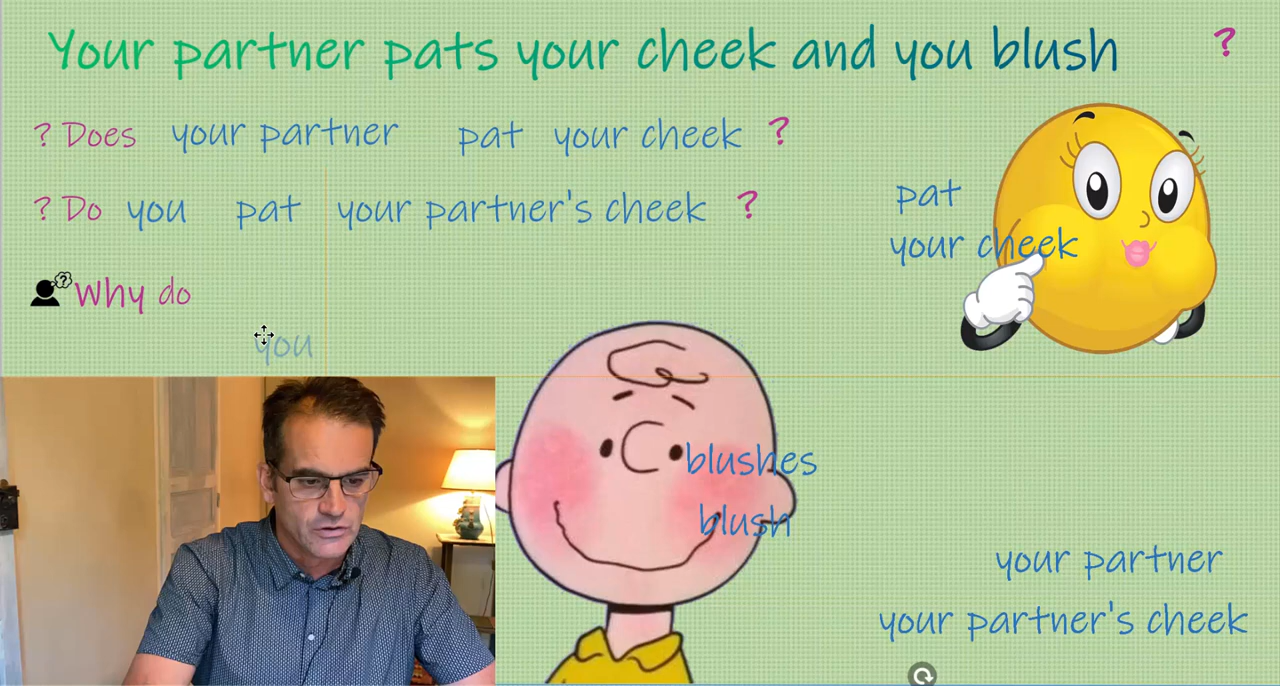 Your partner pats your cheek and you blush ?
? Does your partner pat your cheek ?
? Do you pat your partner's cheek ?
pat
your cheek
? Why do
you
blushes
blush
your partner
your partner's cheek